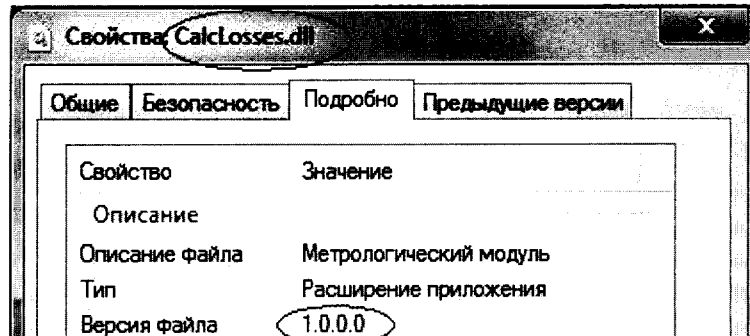 Свойства: CalcLosses.dll
Общие Безопасность Подробно Предыдущие версии
Свойство Значение
Описание
Описание файла Метрологический модуль
Тип Расширение приложения
Версия файла 1.0.0.0